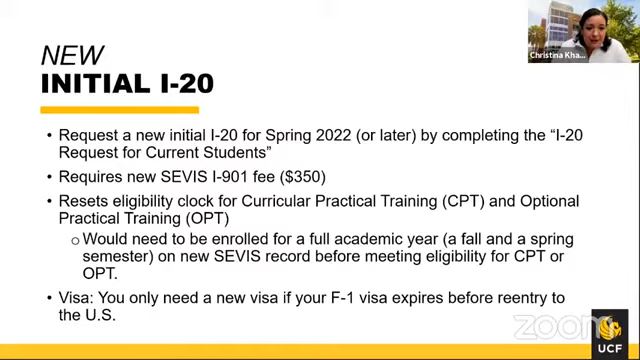 NEW
INITIAL I-20
Christina Kha...
• Request a new initial I-20 for Spring 2022 (or later) by completing the “I-20
Request for Current Students”
• Requires new SEVIS I-901 fee ($350)
• Resets eligibility clock for Curricular Practical Training (CPT) and Optional
Practical Training (OPT)
o Would need to be enrolled for a full academic year (a fall and a spring
semester) on new SEVIS record before meeting eligibility for CPT or
OPT.
• Visa: You only need a new visa if your F-1 visa expires before reentry to
the U.S.
zoom
UCF